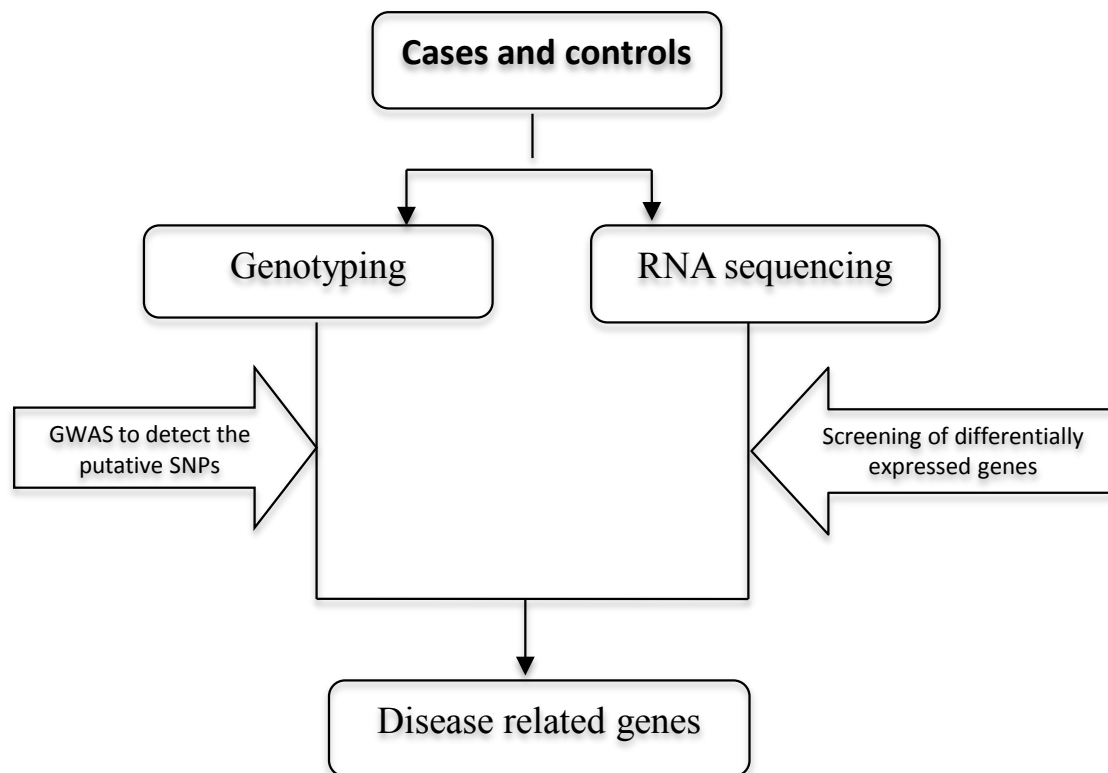 Cases and controls
Genotyping
RNA sequencing
GWAS to detect the
putative SNPs
Screening of differentially
expressed genes
Disease related genes